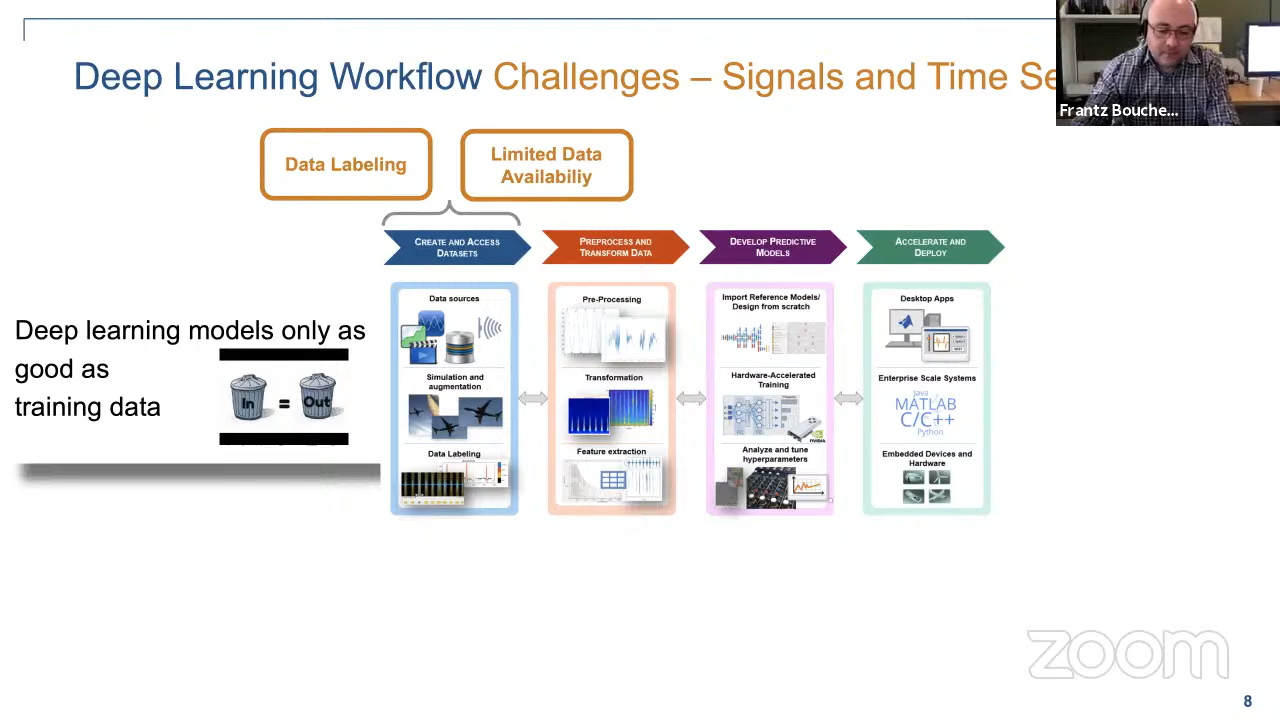 Deep Learning Workflow Challenges – Signals and Time Se
Frantz Bouche...
Data Labeling
Limited Data
Availabiliy
CREATE AND ACCESS
DATASETS
PREPROCESS AND
TRANSFORM DATA
DEVELOP PREDICTIVE
MODELS
ACCELERATE AND
DEPLOY
Deep learning models only as
good as
training data
In = Out
Data sources
Simulation and
augmentation
Data Labeling
Pre-Processing
Transformation
Feature extraction
Import Reference Models/
Design from scratch
Hardware-Accelerated
Training
NVIDIA
Analyze and tune
hyperparameters
Desktop Apps
Enterprise Scale Systems
Java
MATLAB
C/C++
Python
Embedded Devices and
Hardware
zoom
8